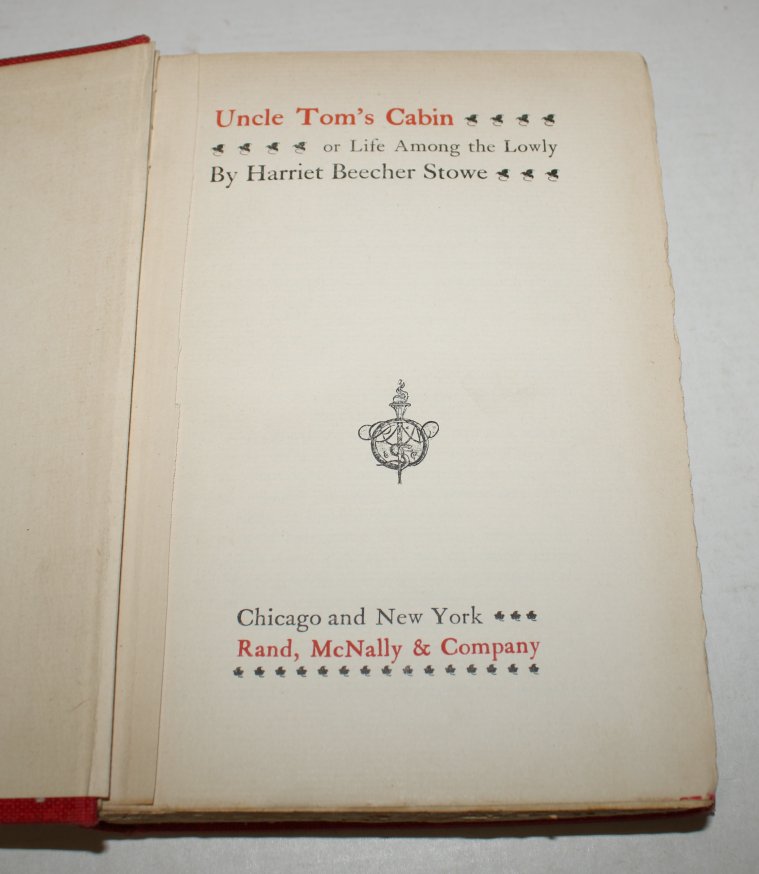 Uncle Tom's Cabin
or Life Among the Lowly
By Harriet Beecher Stowe
Chicago and New York
Rand, McNally & Company